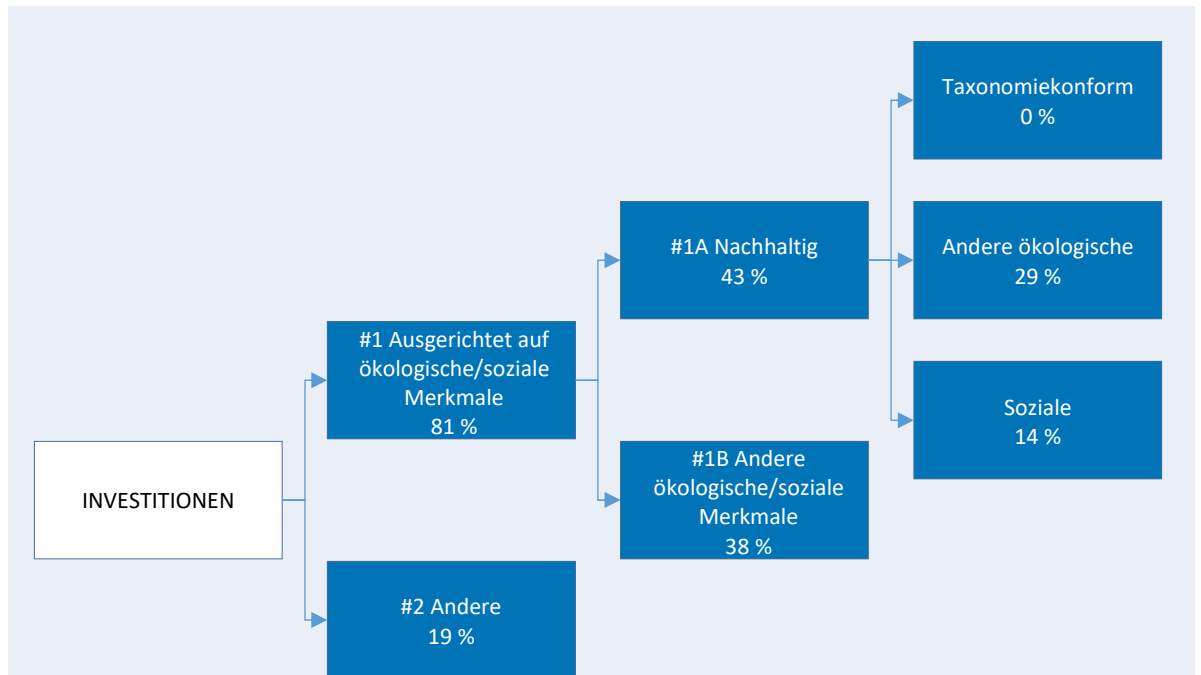 Taxonomiekonform
0 %
#1A Nachhaltig
43 %
Andere ökologische
29 %
#1 Ausgerichtet auf
ökologische/soziale
Merkmale
81 %
Soziale
14 %
#1B Andere
ökologische/soziale
Merkmale
38 %
INVESTITIONEN
#2 Andere
19 %